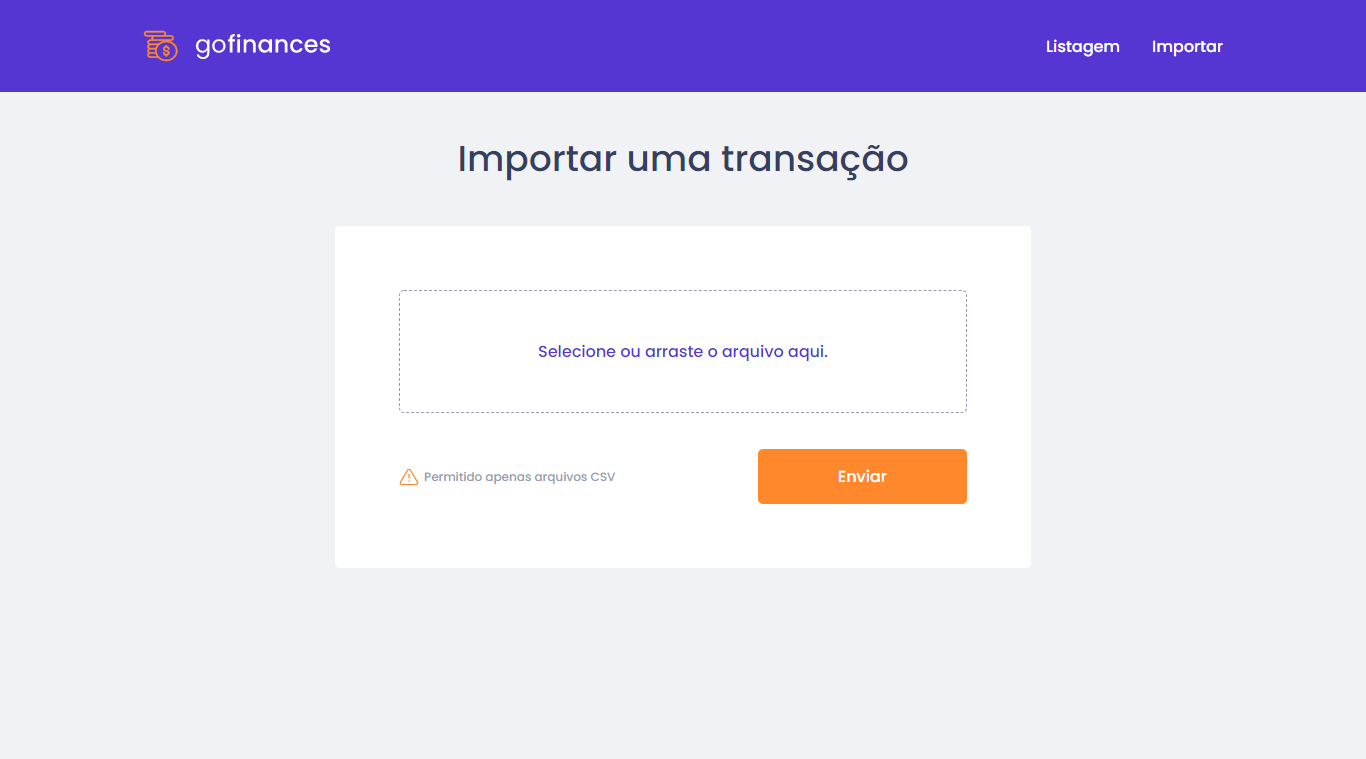 gofinances
Listagem
Importar
Importar uma transação
Selecione ou arraste o arquivo aqui.
Permitido apenas arquivos CSV
Enviar